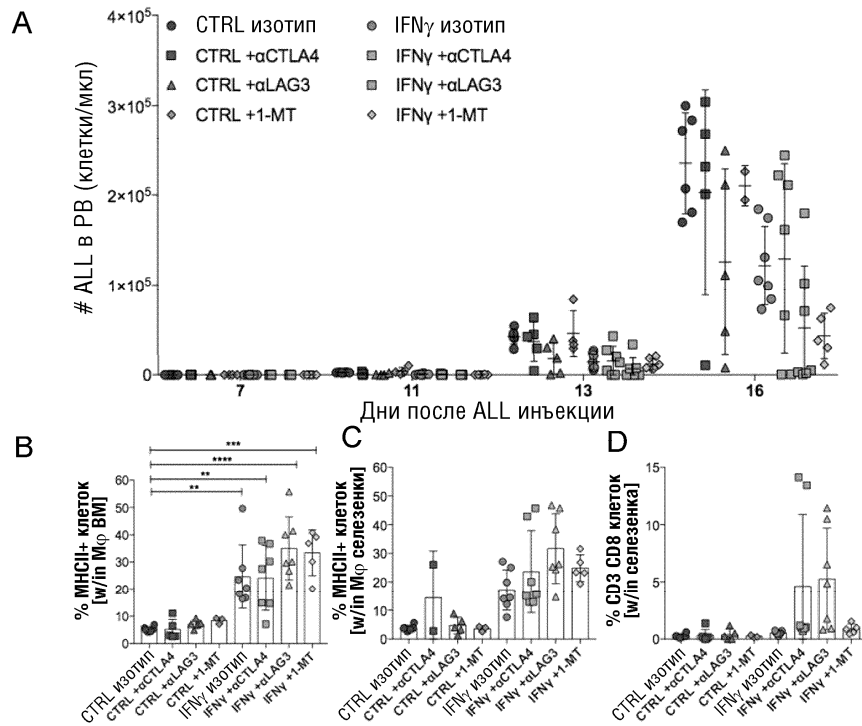 A
CTRL изотип
CTRL +αCTLA4
CTRL +αLAG3
CTRL +1-MT
IFNγ изотип
IFNγ +αCTLA4
IFNγ +αLAG3
IFNγ +1-MT
# ALL в PB (клетки/мкл)
4×10⁵
3×10⁵
2×10⁵
1×10⁵
0
7 11 13 16
Дни после ALL инъекции
B
% MHCII+ клеток
[w/in Mφ BM]
60
50
40
30
20
10
0
***
****
**
**
CTRL изотип
CTRL +αCTLA4
CTRL +αLAG3
CTRL +1-MT
IFNγ изотип
IFNγ +αCTLA4
IFNγ +αLAG3
IFNγ +1-MT
C
% MHCII+ клеток
[w/in Mφ селезенки]
60
50
40
30
20
10
0
CTRL изотип
CTRL +αCTLA4
CTRL +αLAG3
CTRL +1-MT
IFNγ изотип
IFNγ +αCTLA4
IFNγ +αLAG3
IFNγ +1-MT
D
% CD3 CD8 клеток
[w/in селезенка]
15
10
5
0
CTRL изотип
CTRL +αCTLA4
CTRL +αLAG3
CTRL +1-MT
IFNγ изотип
IFNγ +αCTLA4
IFNγ +αLAG3
IFNγ +1-MT